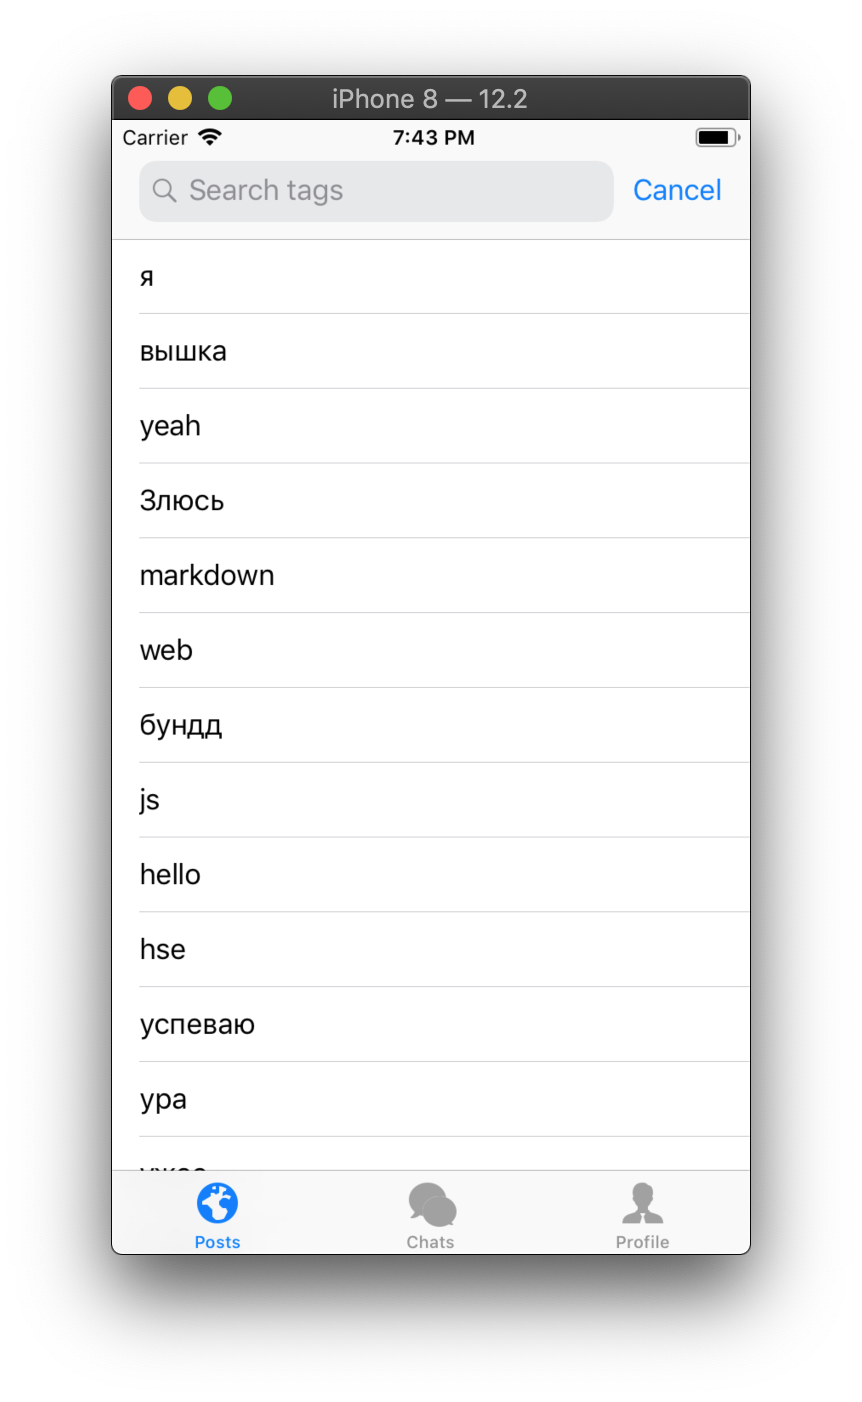 iPhone 8 — 12.2
Carrier 7:43 PM
Search tags Cancel
я
вышка
yeah
Злюсь
markdown
web
бундд
js
hello
hse
успеваю
ура
Posts Chats Profile